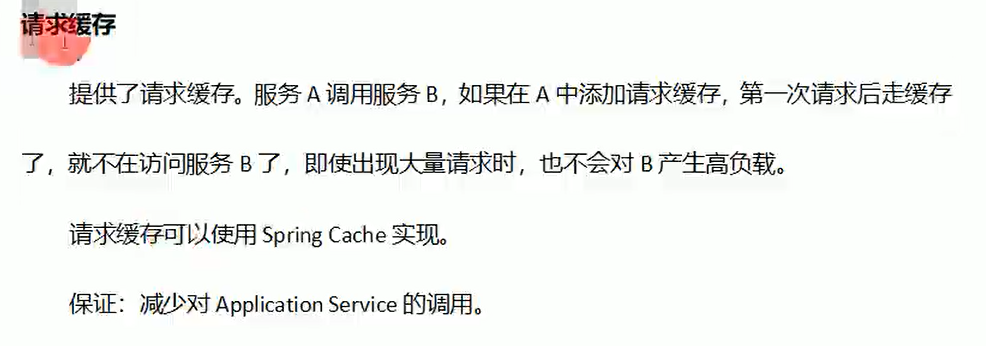 请求缓存
提供了请求缓存。服务 A 调用服务 B，如果在 A 中添加请求缓存，第一次请求后走缓存
了，就不在访问服务 B 了，即使出现大量请求时，也不会对 B 产生高负载。
请求缓存可以使用 Spring Cache 实现。
保证：减少对 Application Service 的调用。